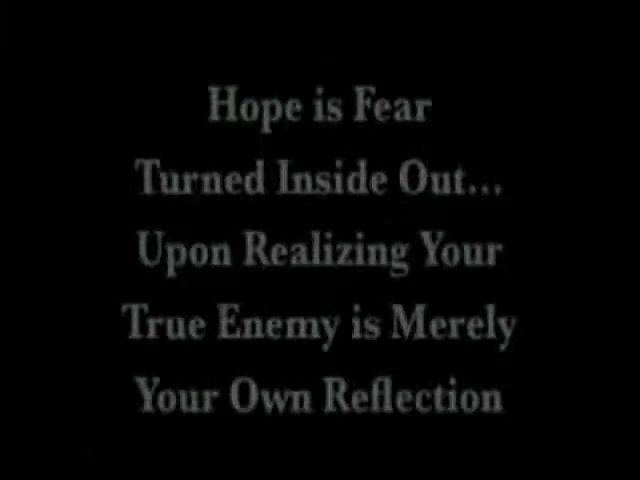 Hope is Fear
Turned Inside Out...
Upon Realizing Your
True Enemy is Merely
Your Own Reflection